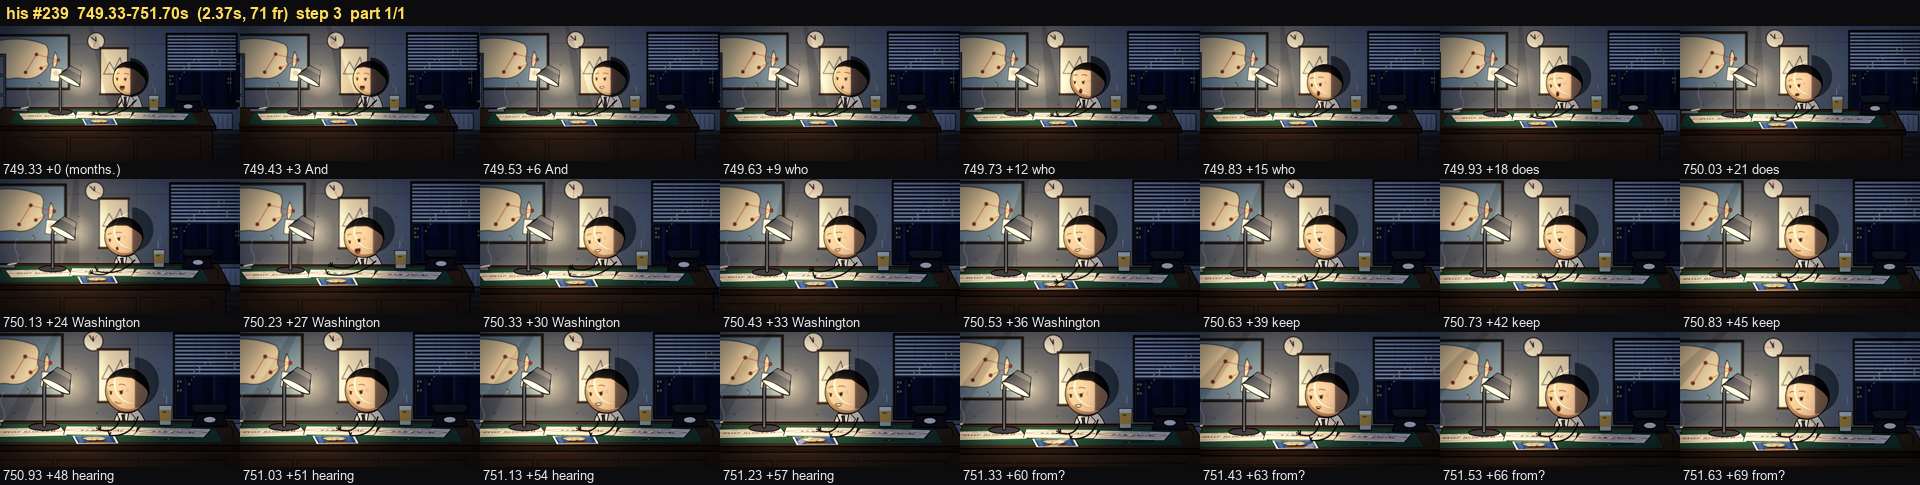 his #239 749.33-751.70s (2.37s, 71 fr) step 3 part 1/1
749.33 +0 (months.)
749.43 +3 And
749.53 +6 And
749.63 +9 who
749.73 +12 who
749.83 +15 who
749.93 +18 does
750.03 +21 does
750.13 +24 Washington
750.23 +27 Washington
750.33 +30 Washington
750.43 +33 Washington
750.53 +36 Washington
750.63 +39 keep
750.73 +42 keep
750.83 +45 keep
750.93 +48 hearing
751.03 +51 hearing
751.13 +54 hearing
751.23 +57 hearing
751.33 +60 from?
751.43 +63 from?
751.53 +66 from?
751.63 +69 from?